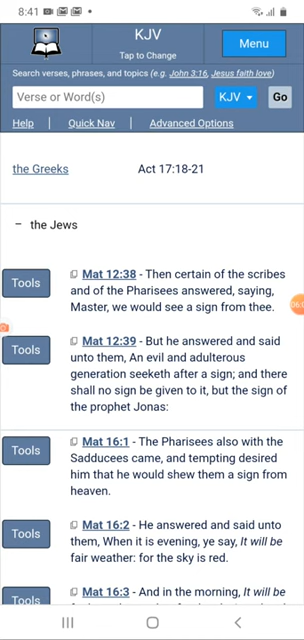 8:41
KJV
Tap to Change
Menu
Search verses, phrases, and topics (e.g. John 3:16, Jesus faith love)
Verse or Word(s)
KJV
Go
Help | Quick Nav | Advanced Options
the Greeks Act 17:18-21
– the Jews
Tools
Mat 12:38 - Then certain of the scribes
and of the Pharisees answered, saying,
Master, we would see a sign from thee.
Tools
Mat 12:39 - But he answered and said
unto them, An evil and adulterous
generation seeketh after a sign; and there
shall no sign be given to it, but the sign of
the prophet Jonas:
Tools
Mat 16:1 - The Pharisees also with the
Sadducees came, and tempting desired
him that he would shew them a sign from
heaven.
Tools
Mat 16:2 - He answered and said unto
them, When it is evening, ye say, It will be
fair weather: for the sky is red.
Tools
Mat 16:3 - And in the morning, It will be